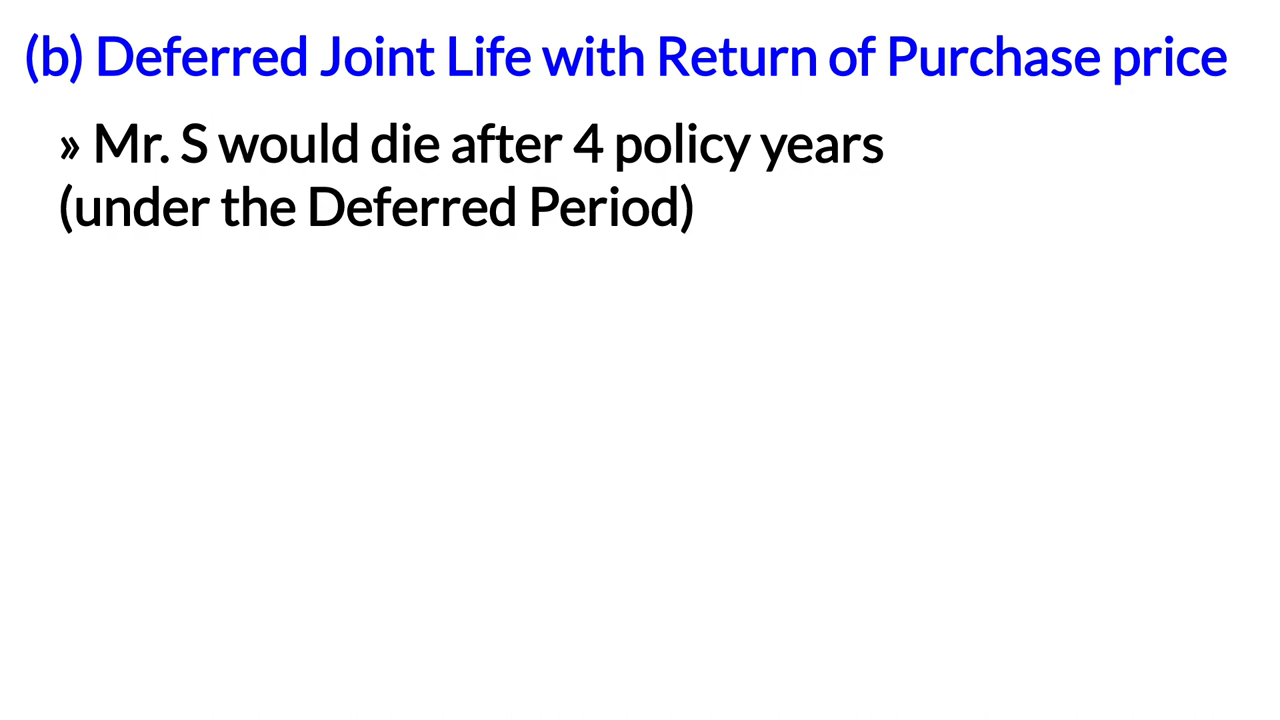 (b) Deferred Joint Life with Return of Purchase price
» Mr. S would die after 4 policy years
(under the Deferred Period)